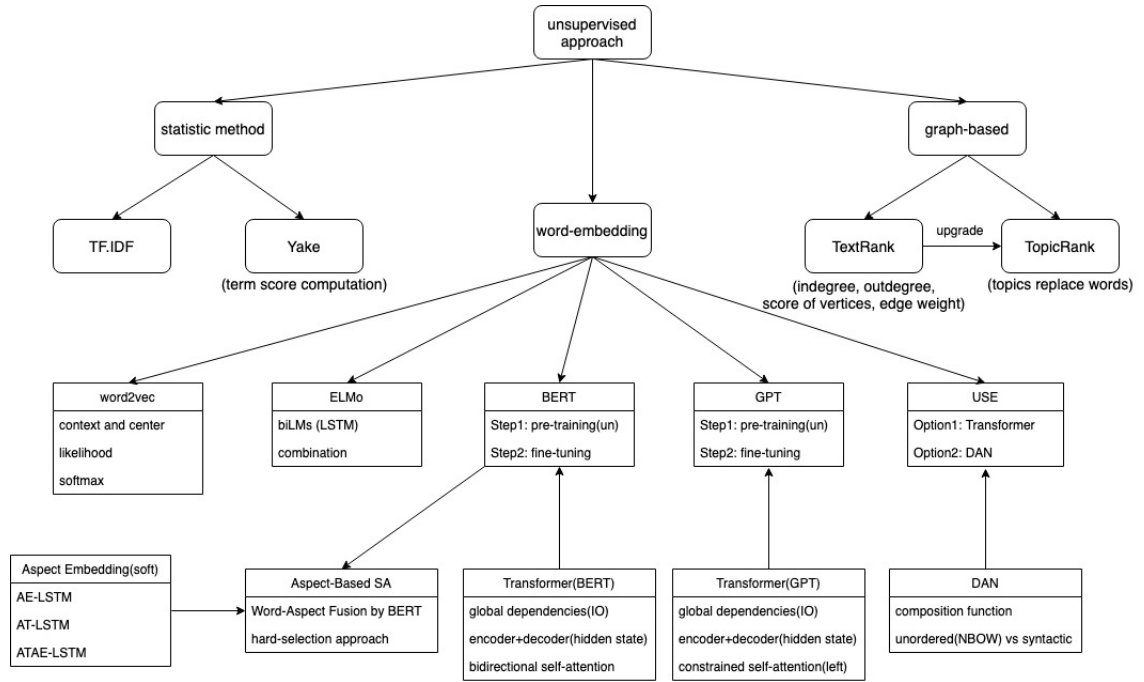 unsupervised
approach
statistic method
graph-based
TF.IDF
Yake
(term score computation)
word-embedding
TextRank
upgrade
TopicRank
(indegree, outdegree,
score of vertices, edge weight)
(topics replace words)
word2vec
context and center
likelihood
softmax
ELMo
biLMs (LSTM)
combination
BERT
Step1: pre-training(un)
Step2: fine-tuning
GPT
Step1: pre-training(un)
Step2: fine-tuning
USE
Option1: Transformer
Option2: DAN
Aspect Embedding(soft)
AE-LSTM
AT-LSTM
ATAE-LSTM
Aspect-Based SA
Word-Aspect Fusion by BERT
hard-selection approach
Transformer(BERT)
global dependencies(IO)
encoder+decoder(hidden state)
bidirectional self-attention
Transformer(GPT)
global dependencies(IO)
encoder+decoder(hidden state)
constrained self-attention(left)
DAN
composition function
unordered(NBOW) vs syntactic